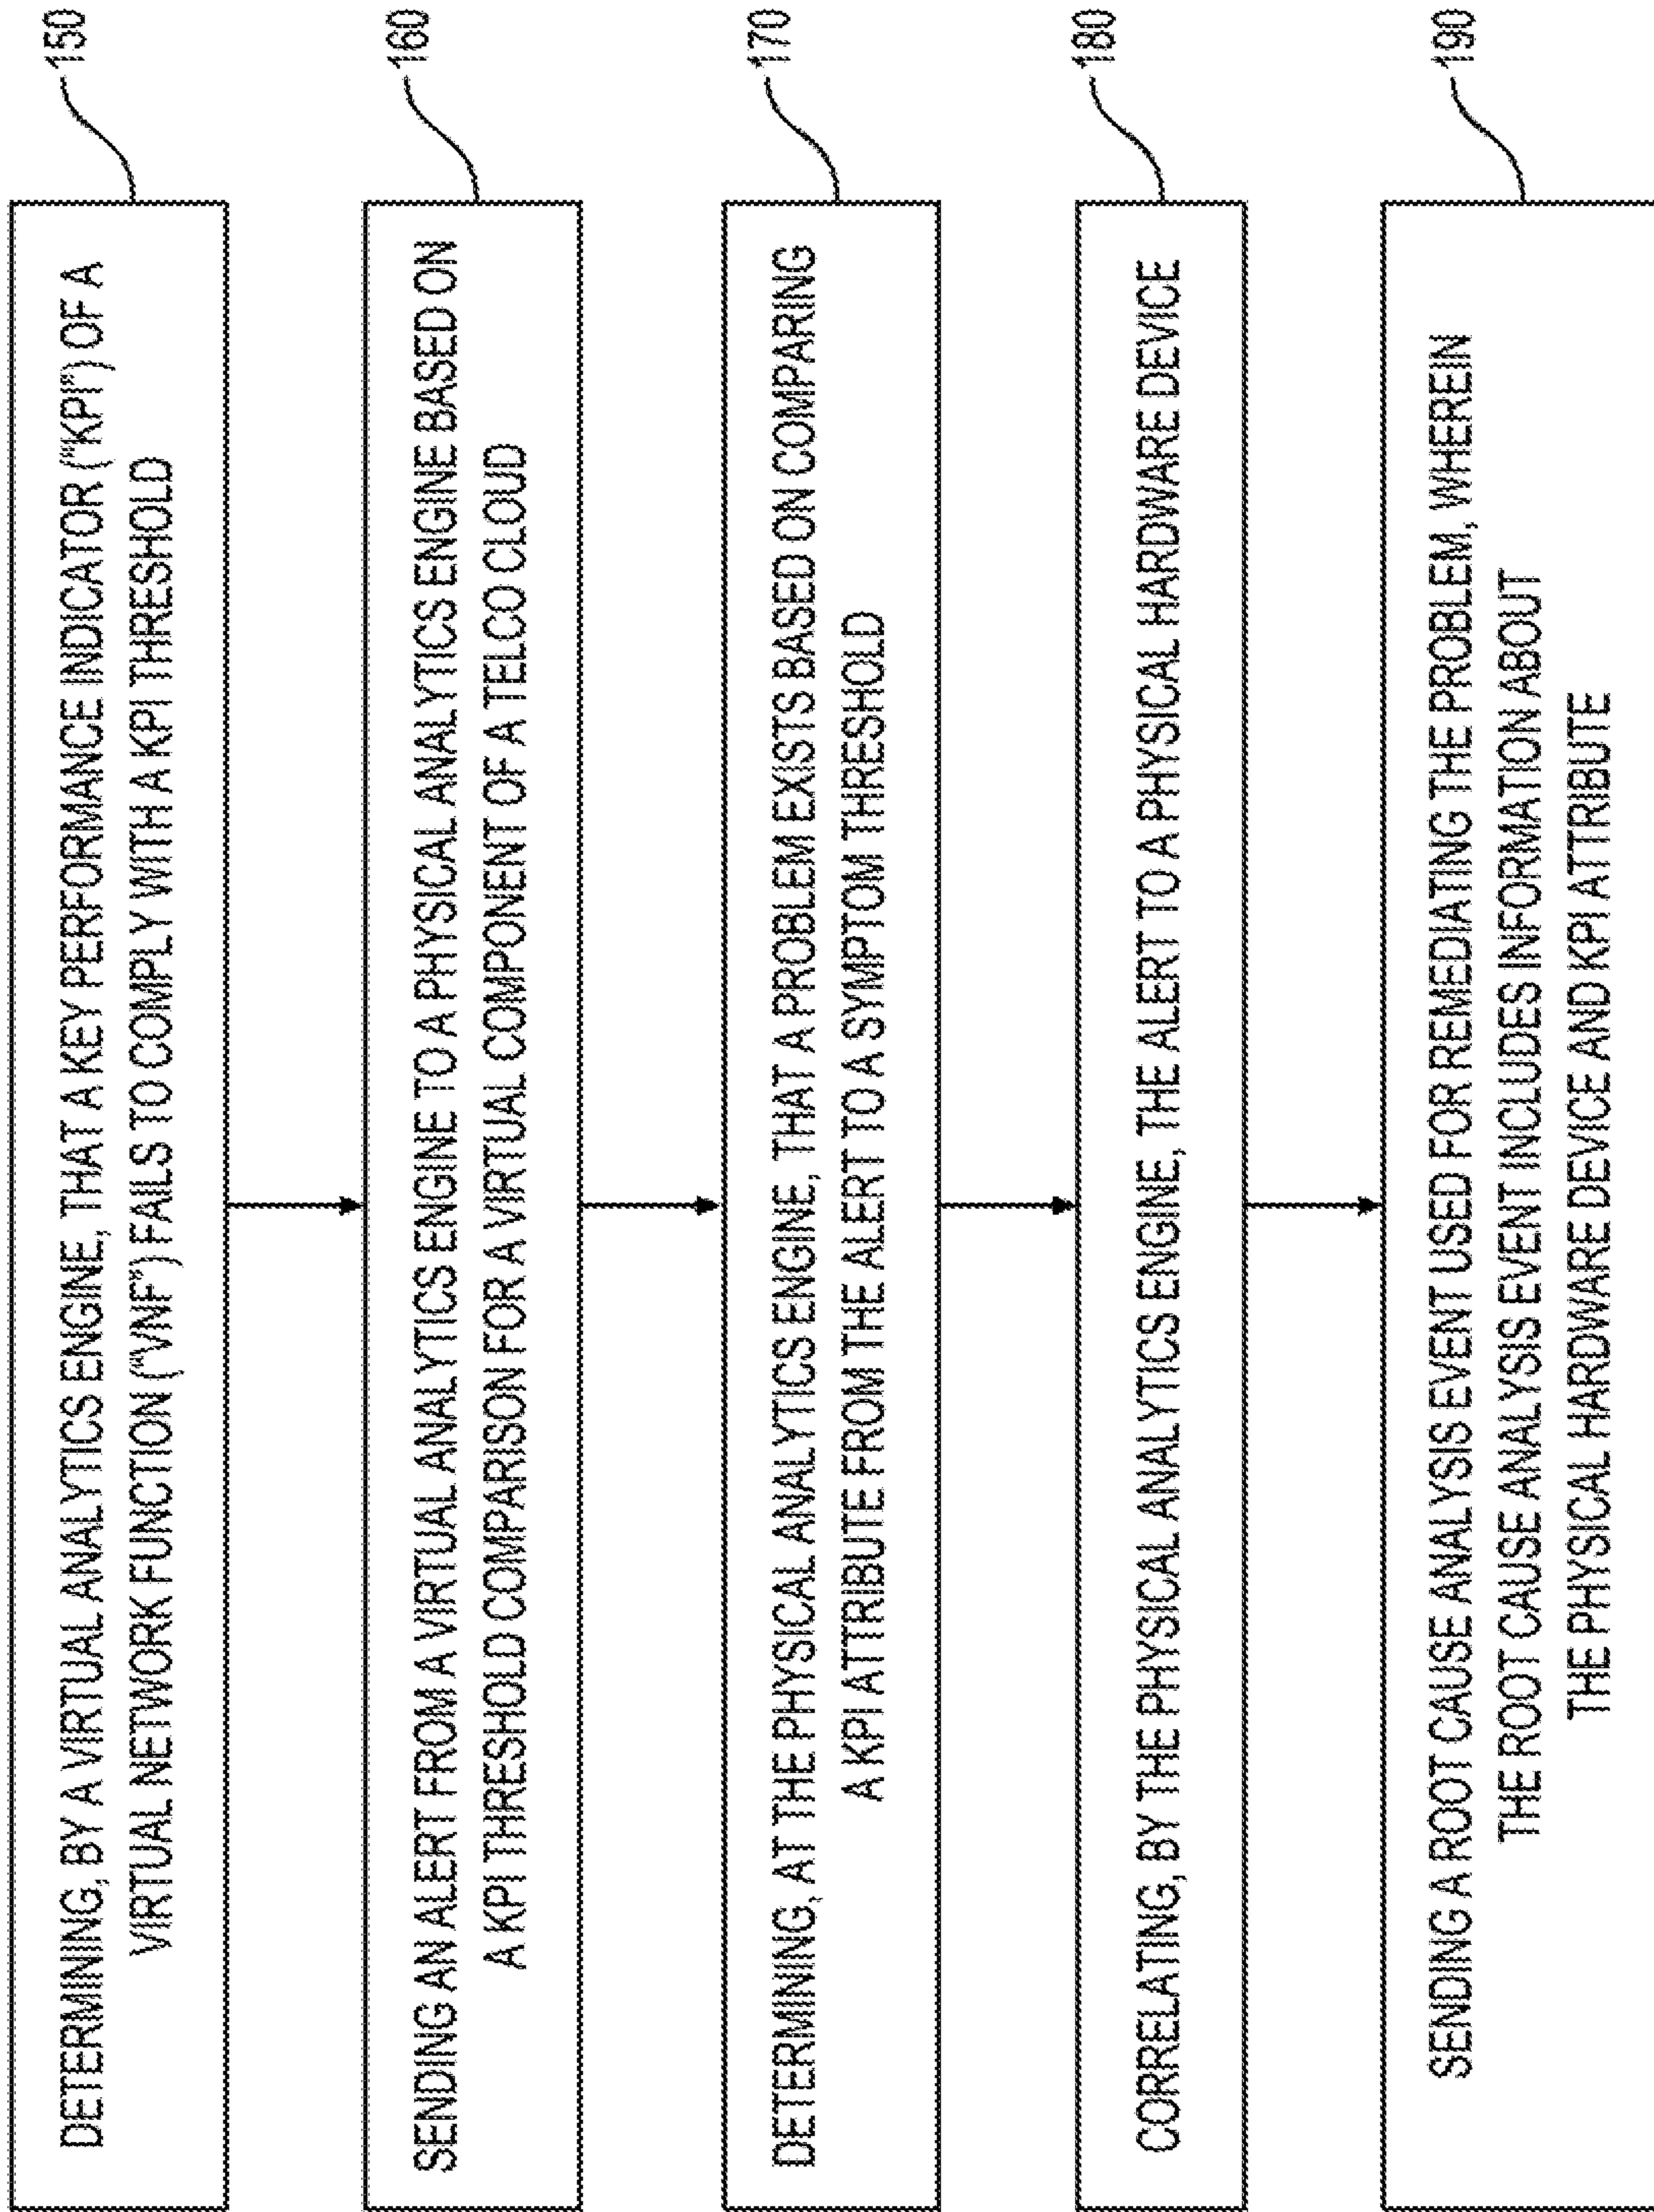 DETERMINING, BY A VIRTUAL ANALYTICS ENGINE, THAT A KEY PERFORMANCE INDICATOR ("KPI") OF A
VIRTUAL NETWORK FUNCTION ("VNF") FAILS TO COMPLY WITH A KPI THRESHOLD
150
SENDING AN ALERT FROM A VIRTUAL ANALYTICS ENGINE TO A PHYSICAL ANALYTICS ENGINE BASED ON
A KPI THRESHOLD COMPARISON FOR A VIRTUAL COMPONENT OF A TELCO CLOUD
160
DETERMINING, AT THE PHYSICAL ANALYTICS ENGINE, THAT A PROBLEM EXISTS BASED ON COMPARING
A KPI ATTRIBUTE FROM THE ALERT TO A SYMPTOM THRESHOLD
170
CORRELATING, BY THE PHYSICAL ANALYTICS ENGINE, THE ALERT TO A PHYSICAL HARDWARE DEVICE
180
SENDING A ROOT CAUSE ANALYSIS EVENT USED FOR REMEDIATING THE PROBLEM, WHEREIN
THE ROOT CAUSE ANALYSIS EVENT INCLUDES INFORMATION ABOUT
THE PHYSICAL HARDWARE DEVICE AND KPI ATTRIBUTE
190